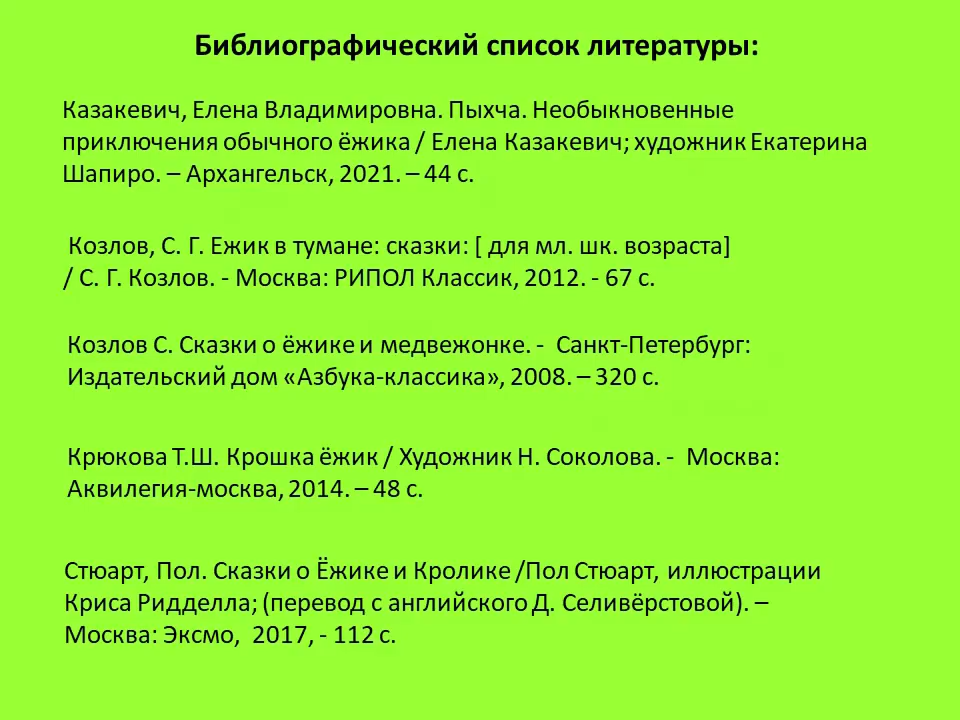 Библиографический список литературы:
Казакевич, Елена Владимировна. Пыхча. Необыкновенные
приключения обычного ёжика / Елена Казакевич; художник Екатерина
Шапиро. – Архангельск, 2021. – 44 с.
Козлов, С. Г. Ежик в тумане: сказки: [ для мл. шк. возраста]
/ С. Г. Козлов. - Москва: РИПОЛ Классик, 2012. - 67 с.
Козлов С. Сказки о ёжике и медвежонке. - Санкт-Петербург:
Издательский дом «Азбука-классика», 2008. – 320 с.
Крюкова Т.Ш. Крошка ёжик / Художник Н. Соколова. - Москва:
Аквилегия-москва, 2014. – 48 с.
Стюарт, Пол. Сказки о Ёжике и Кролике /Пол Стюарт, иллюстрации
Криса Ридделла; (перевод с английского Д. Селивёрстовой). –
Москва: Эксмо, 2017, - 112 с.